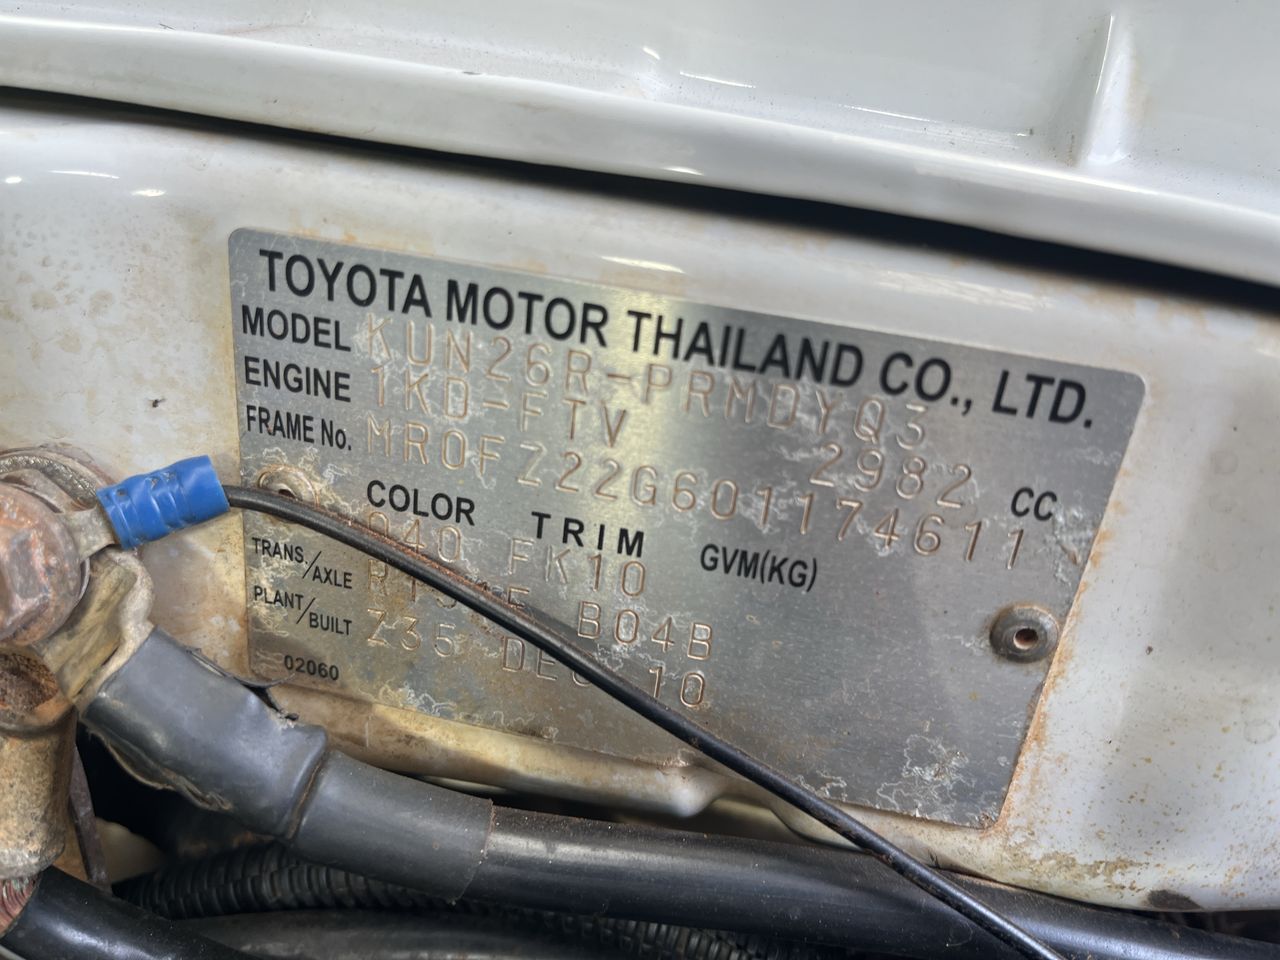 TOYOTA MOTOR THAILAND CO., LTD.
MODEL KUN26R-PRMDYQ3
ENGINE 1KD-FTV 2982 CC
FRAME No. MR0FZ22G601174611
COLOR TRIM GVM(KG)
040 FK10
TRANS./AXLE B04B
PLANT/BUILT Z35 DEC 10
02060